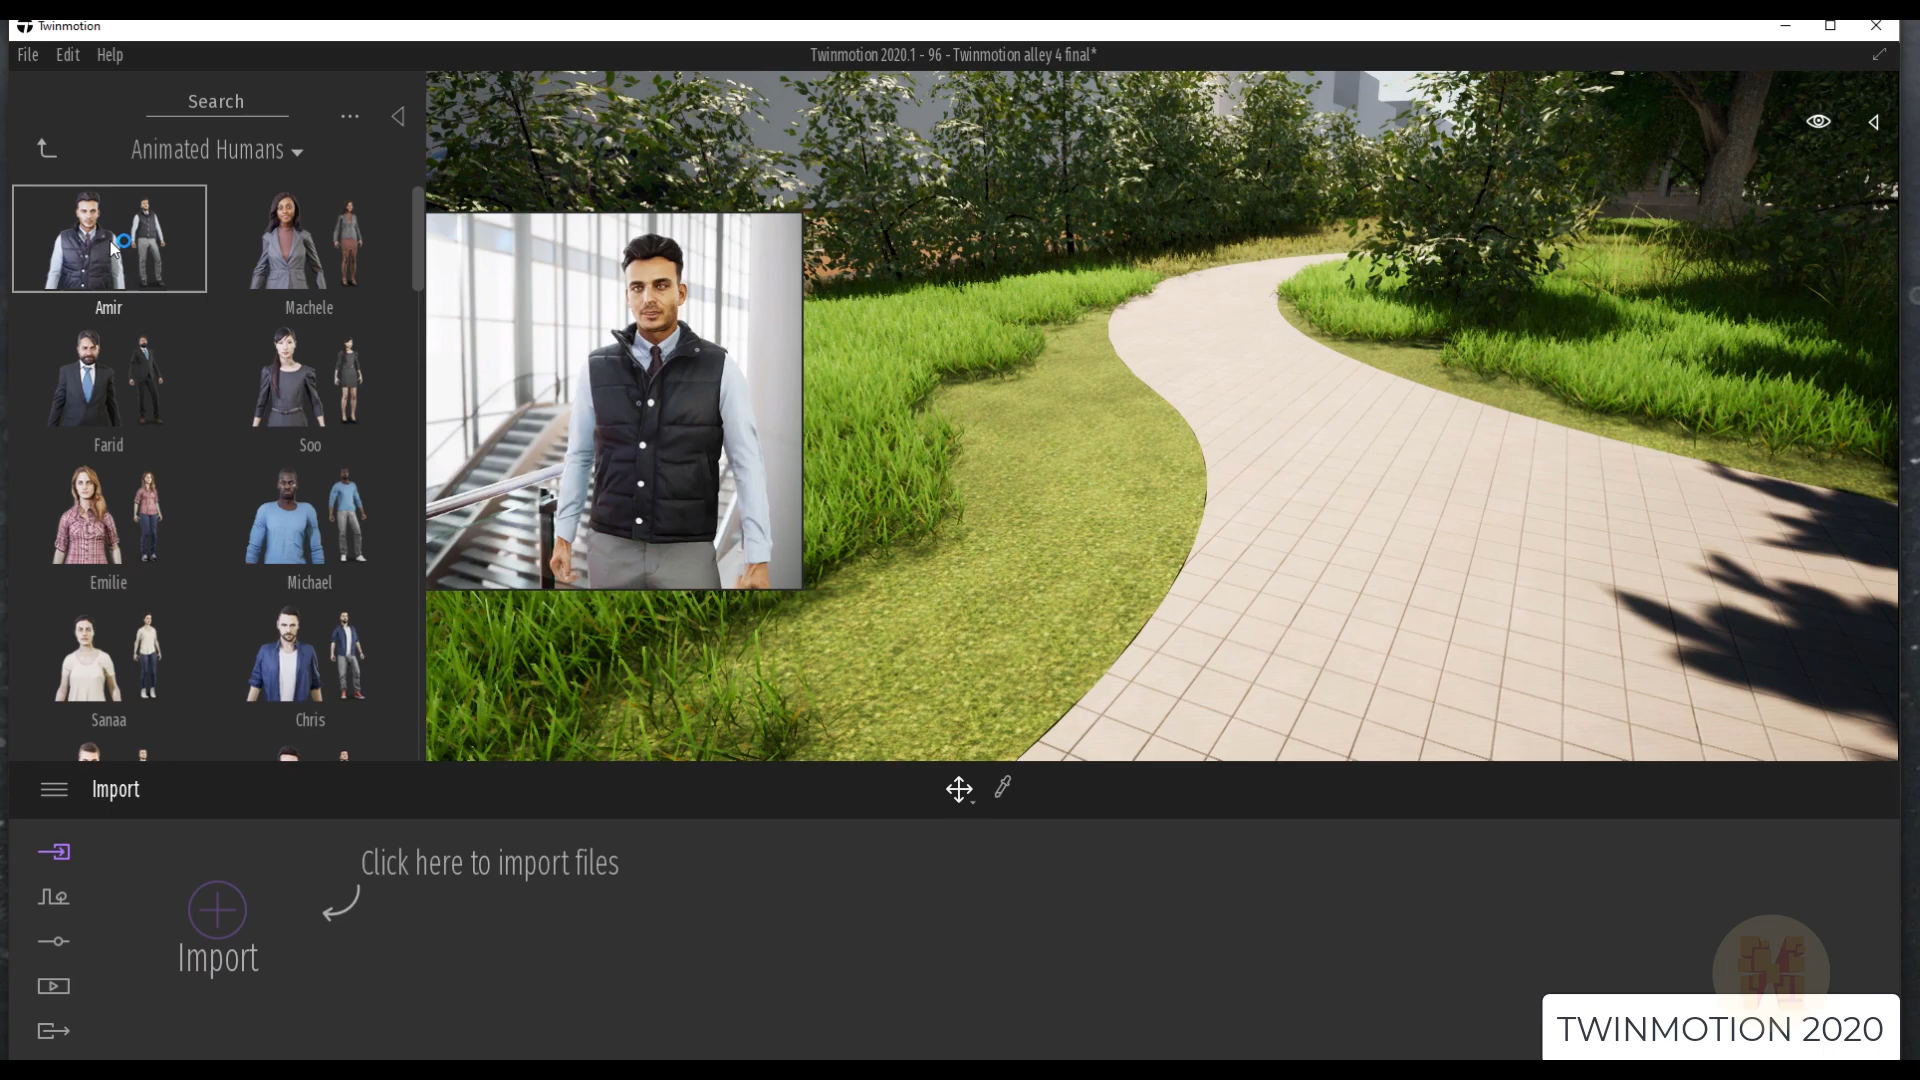 Twinmotion
File Edit Help
Twinmotion 2020.1 - 96 - Twinmotion alley 4 final*
Search
...
Animated Humans
Amir
Machele
Farid
Soo
Emilie
Michael
Sanaa
Chris
Import
Click here to import files
Import
TWINMOTION 2020